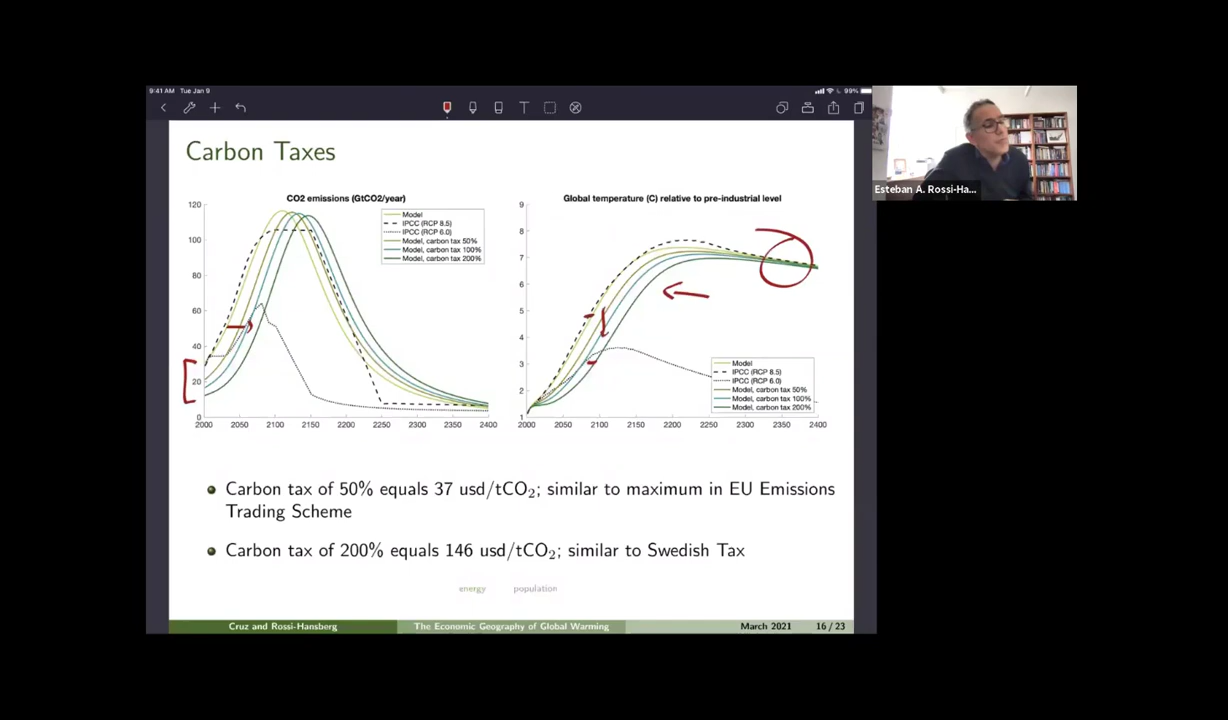 9:41 AM Tue Jan 9
99%
Esteban A. Rossi-Ha...
Carbon Taxes
CO2 emissions (GtCO2/year)
120
100
80
60
40
20
0
2000 2050 2100 2150 2200 2250 2300 2350 2400
Model
IPCC (RCP 8.5)
IPCC (RCP 6.0)
Model, carbon tax 50%
Model, carbon tax 100%
Model, carbon tax 200%
Global temperature (C) relative to pre-industrial level
9
8
7
6
5
4
3
2
1
2000 2050 2100 2150 2200 2250 2300 2350 2400
Model
IPCC (RCP 8.5)
IPCC (RCP 6.0)
Model, carbon tax 50%
Model, carbon tax 100%
Model, carbon tax 200%
Carbon tax of 50% equals 37 usd/tCO₂; similar to maximum in EU Emissions
Trading Scheme
Carbon tax of 200% equals 146 usd/tCO₂; similar to Swedish Tax
energy population
Cruz and Rossi-Hansberg The Economic Geography of Global Warming March 2021 16 / 23